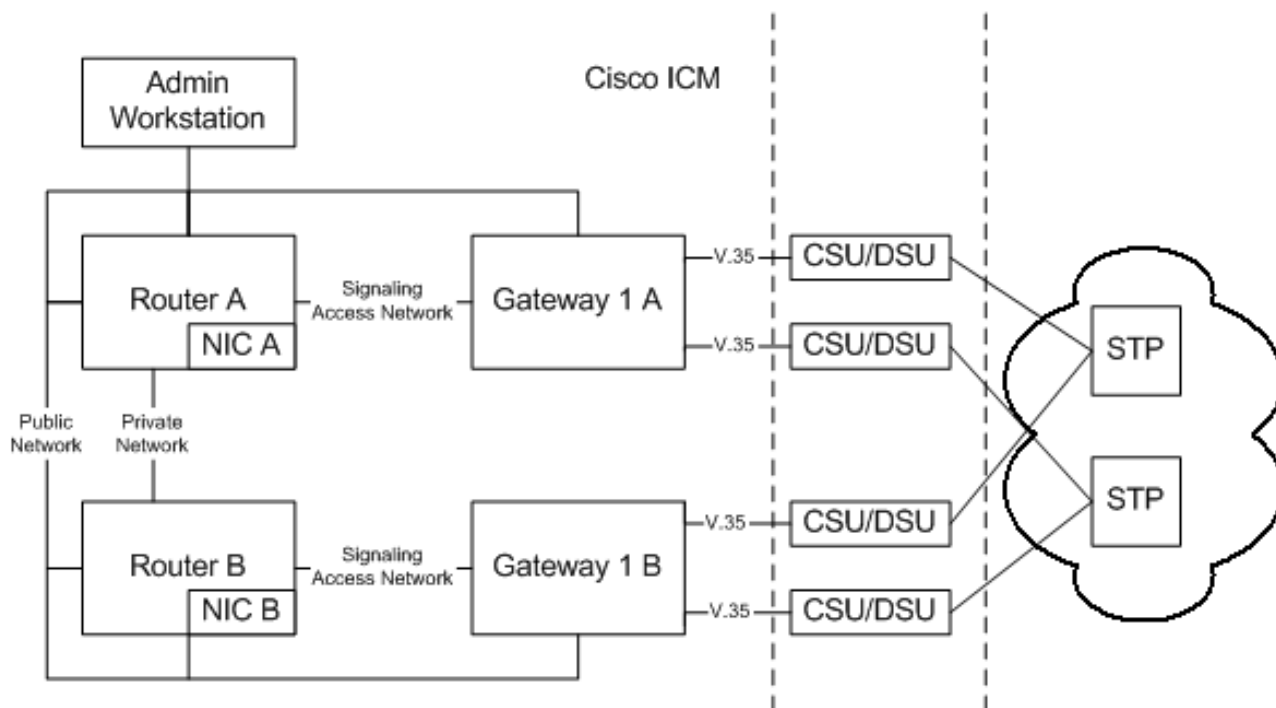 Admin
Workstation
Cisco ICM
Router A
NIC A
Signaling
Access Network
Gateway 1 A
V.35
CSU/DSU
V.35
CSU/DSU
STP
Public
Network
Private
Network
STP
Router B
NIC B
Signaling
Access Network
Gateway 1 B
V.35
CSU/DSU
V.35
CSU/DSU